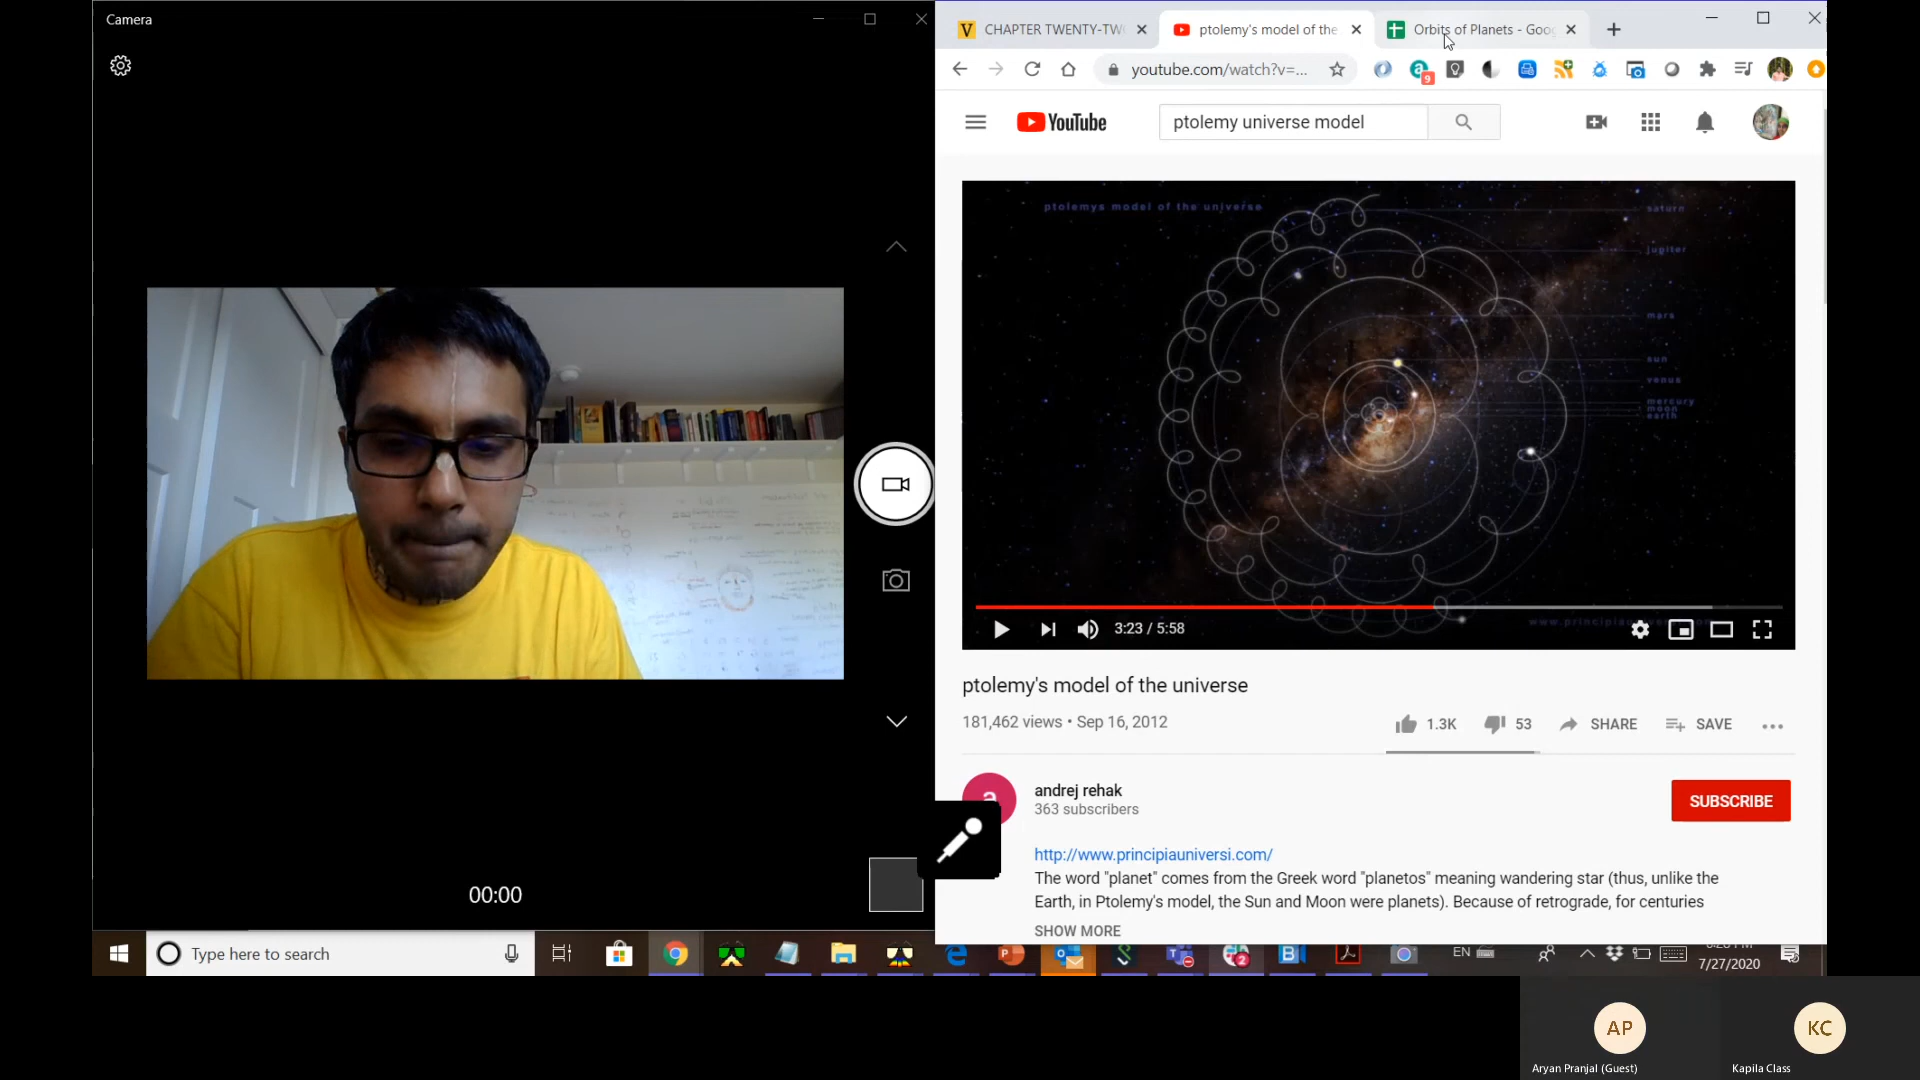 Camera
CHAPTER TWENTY-TW
ptolemy's model of the
Orbits of Planets - Goo
youtube.com/watch?v=...
9
YouTube
ptolemy universe model
ptolemys model of the universe
saturn
jupiter
mars
sun
venus
mercury
moon
earth
3:23 / 5:58
ptolemy's model of the universe
181,462 views • Sep 16, 2012
1.3K
53
SHARE
SAVE
andrej rehak
363 subscribers
SUBSCRIBE
http://www.principiauniversi.com/
The word "planet" comes from the Greek word "planetos" meaning wandering star (thus, unlike the
Earth, in Ptolemy's model, the Sun and Moon were planets). Because of retrograde, for centuries
SHOW MORE
00:00
Type here to search
EN
7/27/2020
AP
KC
Aryan Pranjal (Guest)
Kapila Class